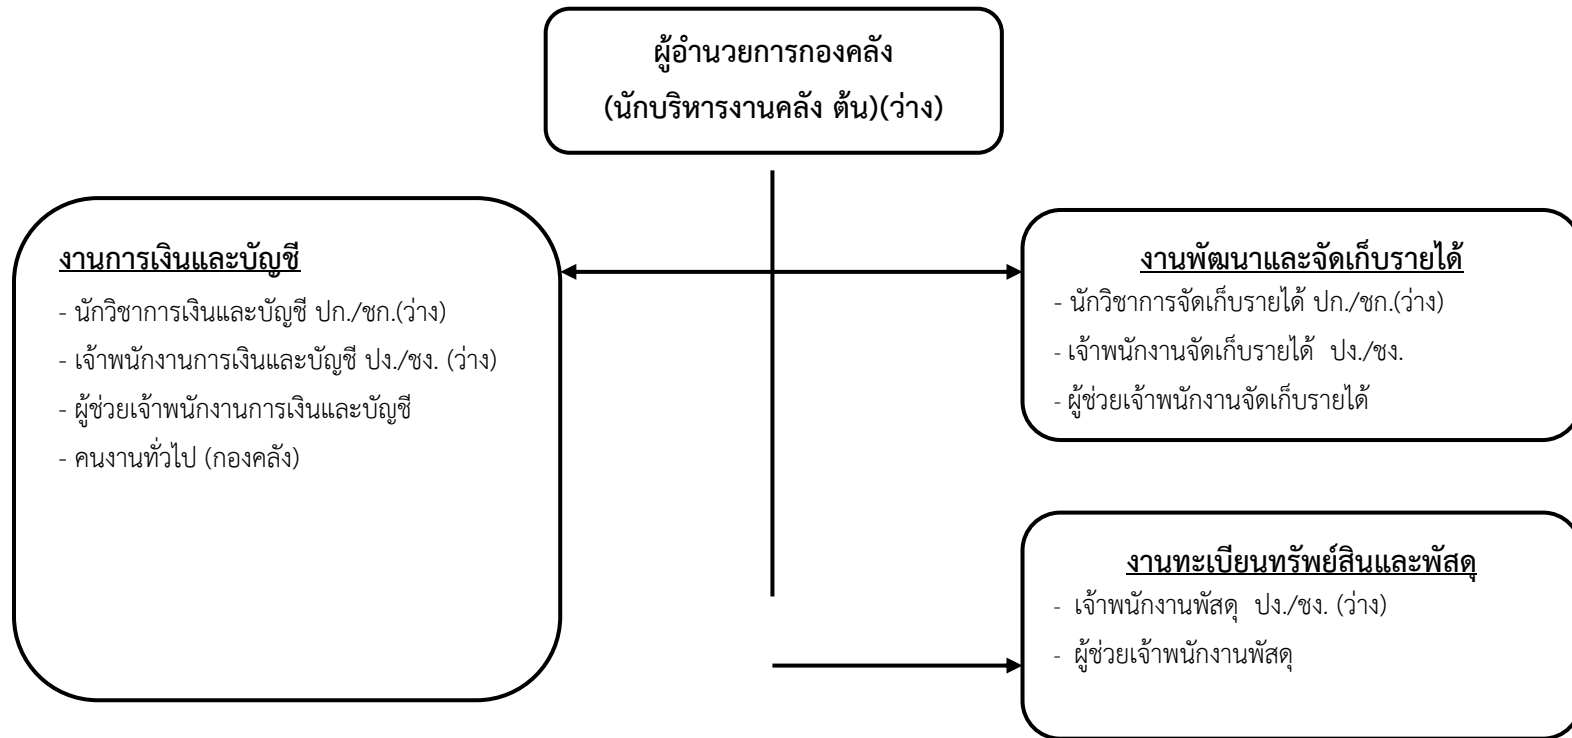 ผู้อำนวยการกองคลัง
(นักบริหารงานคลัง ต้น)(ว่าง)
งานการเงินและบัญชี
- นักวิชาการเงินและบัญชี ปก./ชก.(ว่าง)
- เจ้าพนักงานการเงินและบัญชี ปง./ชง. (ว่าง)
- ผู้ช่วยเจ้าพนักงานการเงินและบัญชี
- คนงานทั่วไป (กองคลัง)
งานพัฒนาและจัดเก็บรายได้
- นักวิชาการจัดเก็บรายได้ ปก./ชก.(ว่าง)
- เจ้าพนักงานจัดเก็บรายได้ ปง./ชง.
- ผู้ช่วยเจ้าพนักงานจัดเก็บรายได้
งานทะเบียนทรัพย์สินและพัสดุ
- เจ้าพนักงานพัสดุ ปง./ชง. (ว่าง)
- ผู้ช่วยเจ้าพนักงานพัสดุ